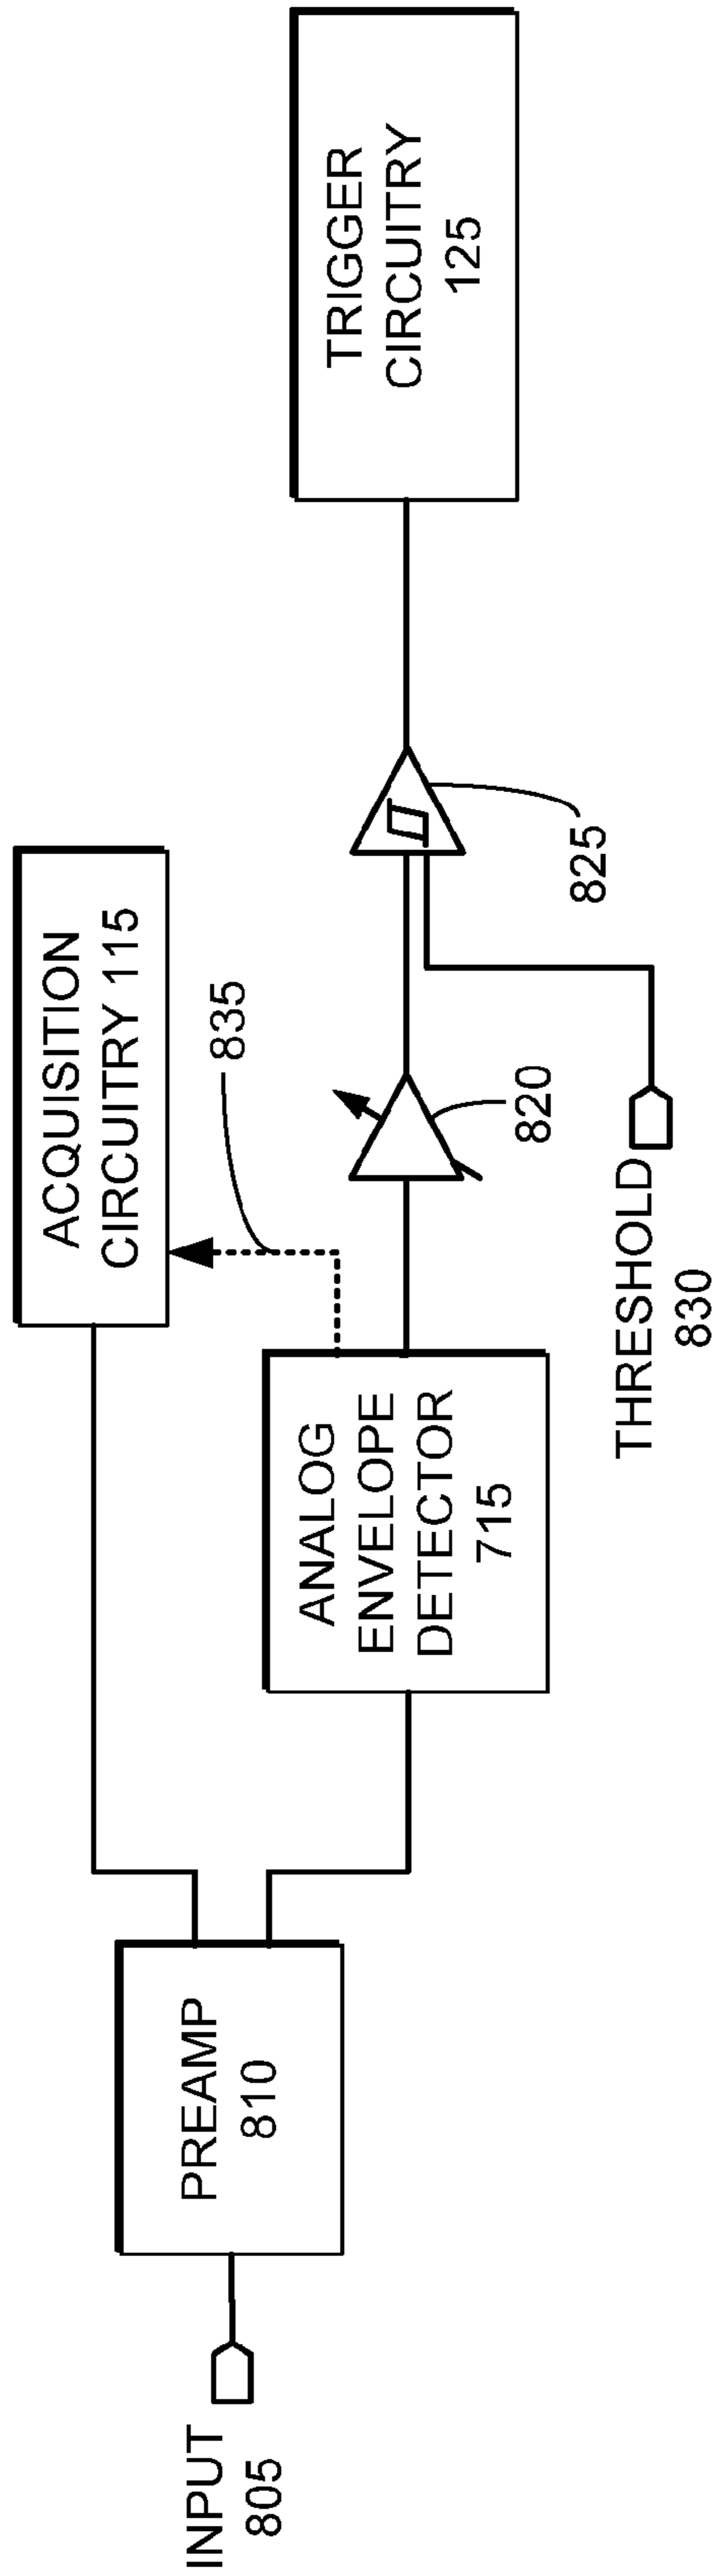 INPUT
805
PREAMP
810
ACQUISITION
CIRCUITRY 115
835
ANALOG
ENVELOPE
DETECTOR
715
820
THRESHOLD
830
825
TRIGGER
CIRCUITRY
125